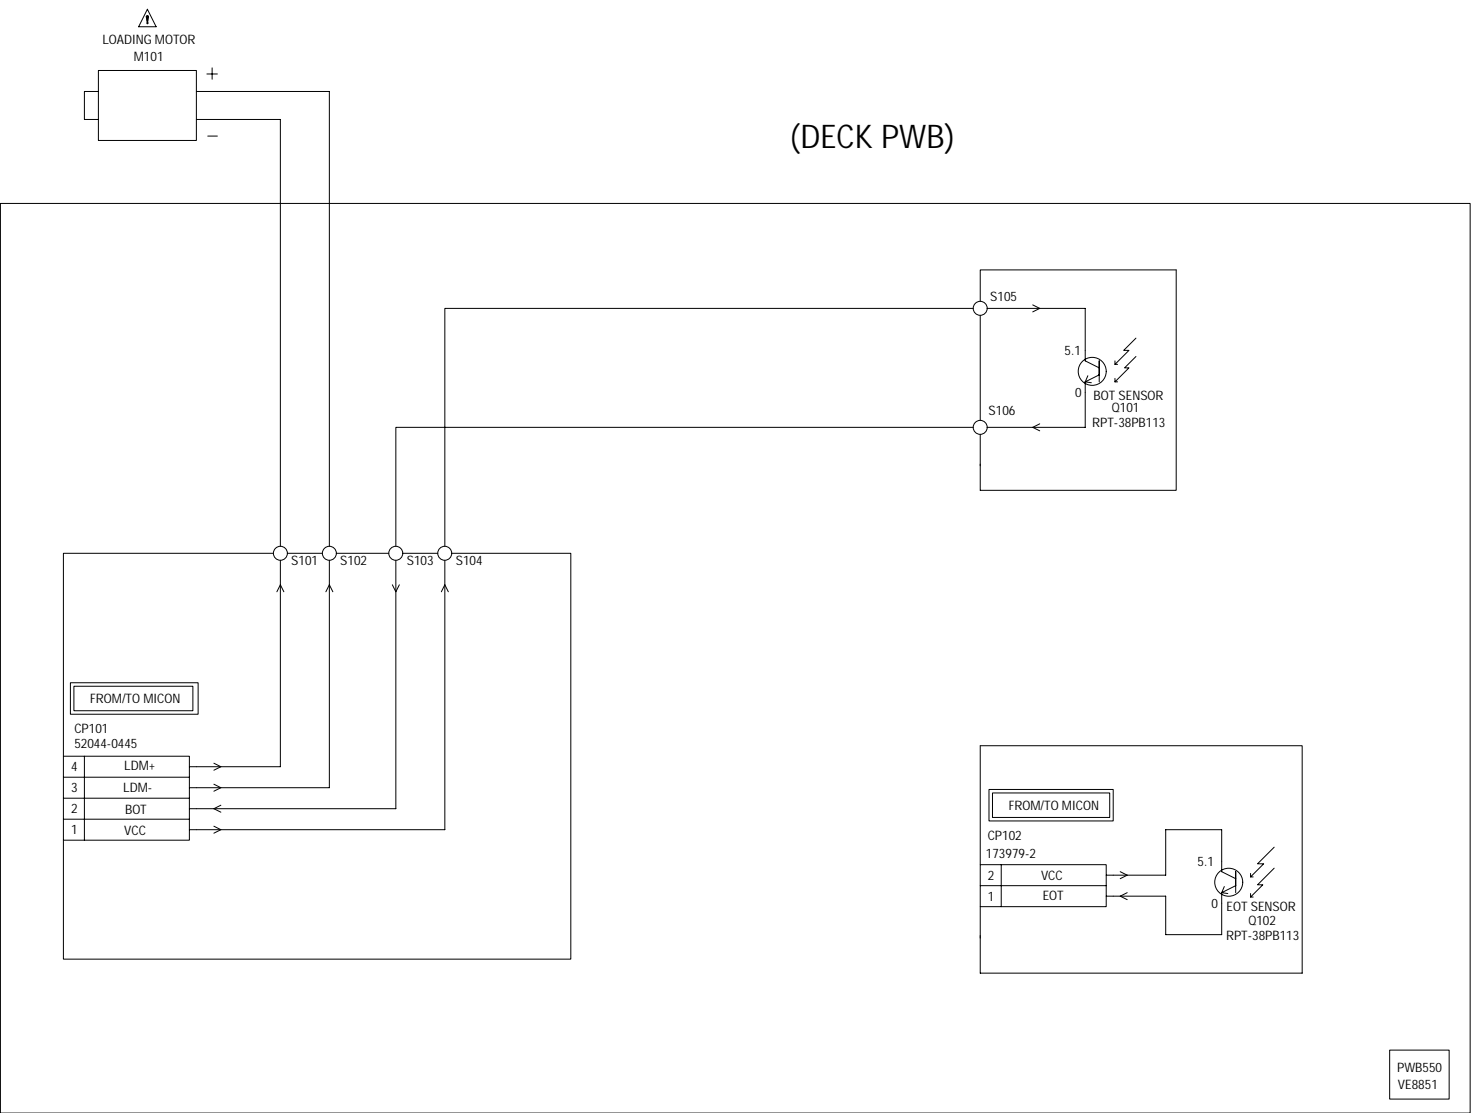 LOADING MOTOR
M101
+
−
(DECK PWB)
S105
5.1
0
BOT SENSOR
Q101
RPT-38PB113
S106
S101
S102
S103
S104
FROM/TO MICON
CP101
52044-0445
4 LDM+
3 LDM-
2 BOT
1 VCC
FROM/TO MICON
CP102
173979-2
2 VCC
1 EOT
5.1
0
EOT SENSOR
Q102
RPT-38PB113
PWB550
VE8851